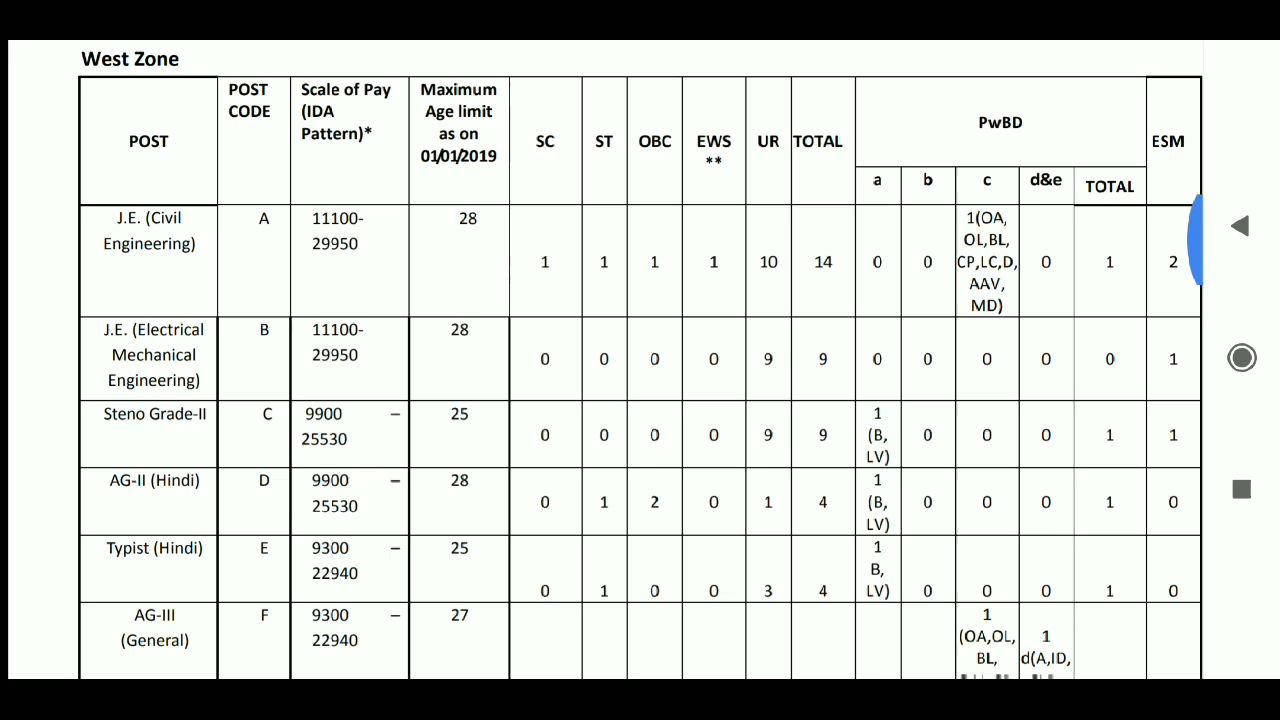 West Zone
POST
POST CODE
Scale of Pay (IDA Pattern)*
Maximum Age limit as on 01/01/2019
SC
ST
OBC
EWS **
UR
TOTAL
PwBD
ESM
a
b
c
d&e
TOTAL
J.E. (Civil Engineering)
A
11100-29950
28
1
1
1
1
10
14
0
0
1(OA, OL,BL, CP,LC,D, AAV, MD)
0
1
2
J.E. (Electrical Mechanical Engineering)
B
11100-29950
28
0
0
0
0
9
9
0
0
0
0
0
1
Steno Grade-II
C
9900 – 25530
25
0
0
0
0
9
9
1 (B, LV)
0
0
0
1
1
AG-II (Hindi)
D
9900 – 25530
28
0
1
2
0
1
4
1 (B, LV)
0
0
0
1
0
Typist (Hindi)
E
9300 – 22940
25
0
1
0
0
3
4
1 B, LV)
0
0
0
1
0
AG-III (General)
F
9300 – 22940
27
1 (OA,OL, BL,
1 d(A,ID,